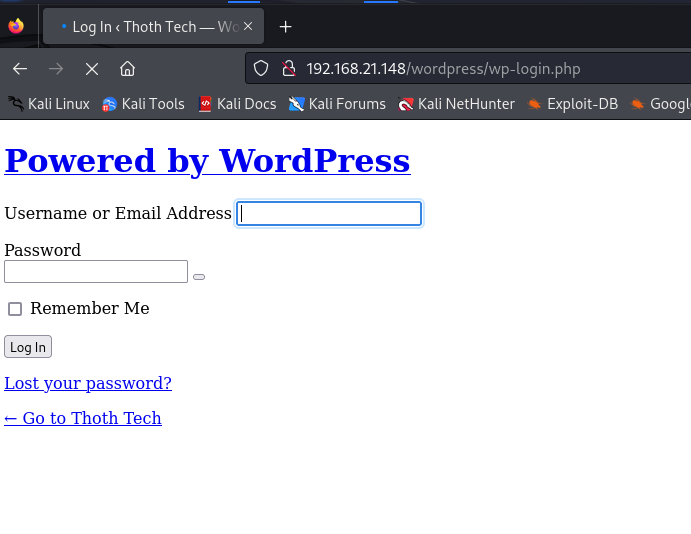 Log In ‹ Thoth Tech — Wo
192.168.21.148/wordpress/wp-login.php
Kali Linux Kali Tools Kali Docs Kali Forums Kali NetHunter Exploit-DB Googl
Powered by WordPress
Username or Email Address
Password
Remember Me
Log In
Lost your password?
← Go to Thoth Tech